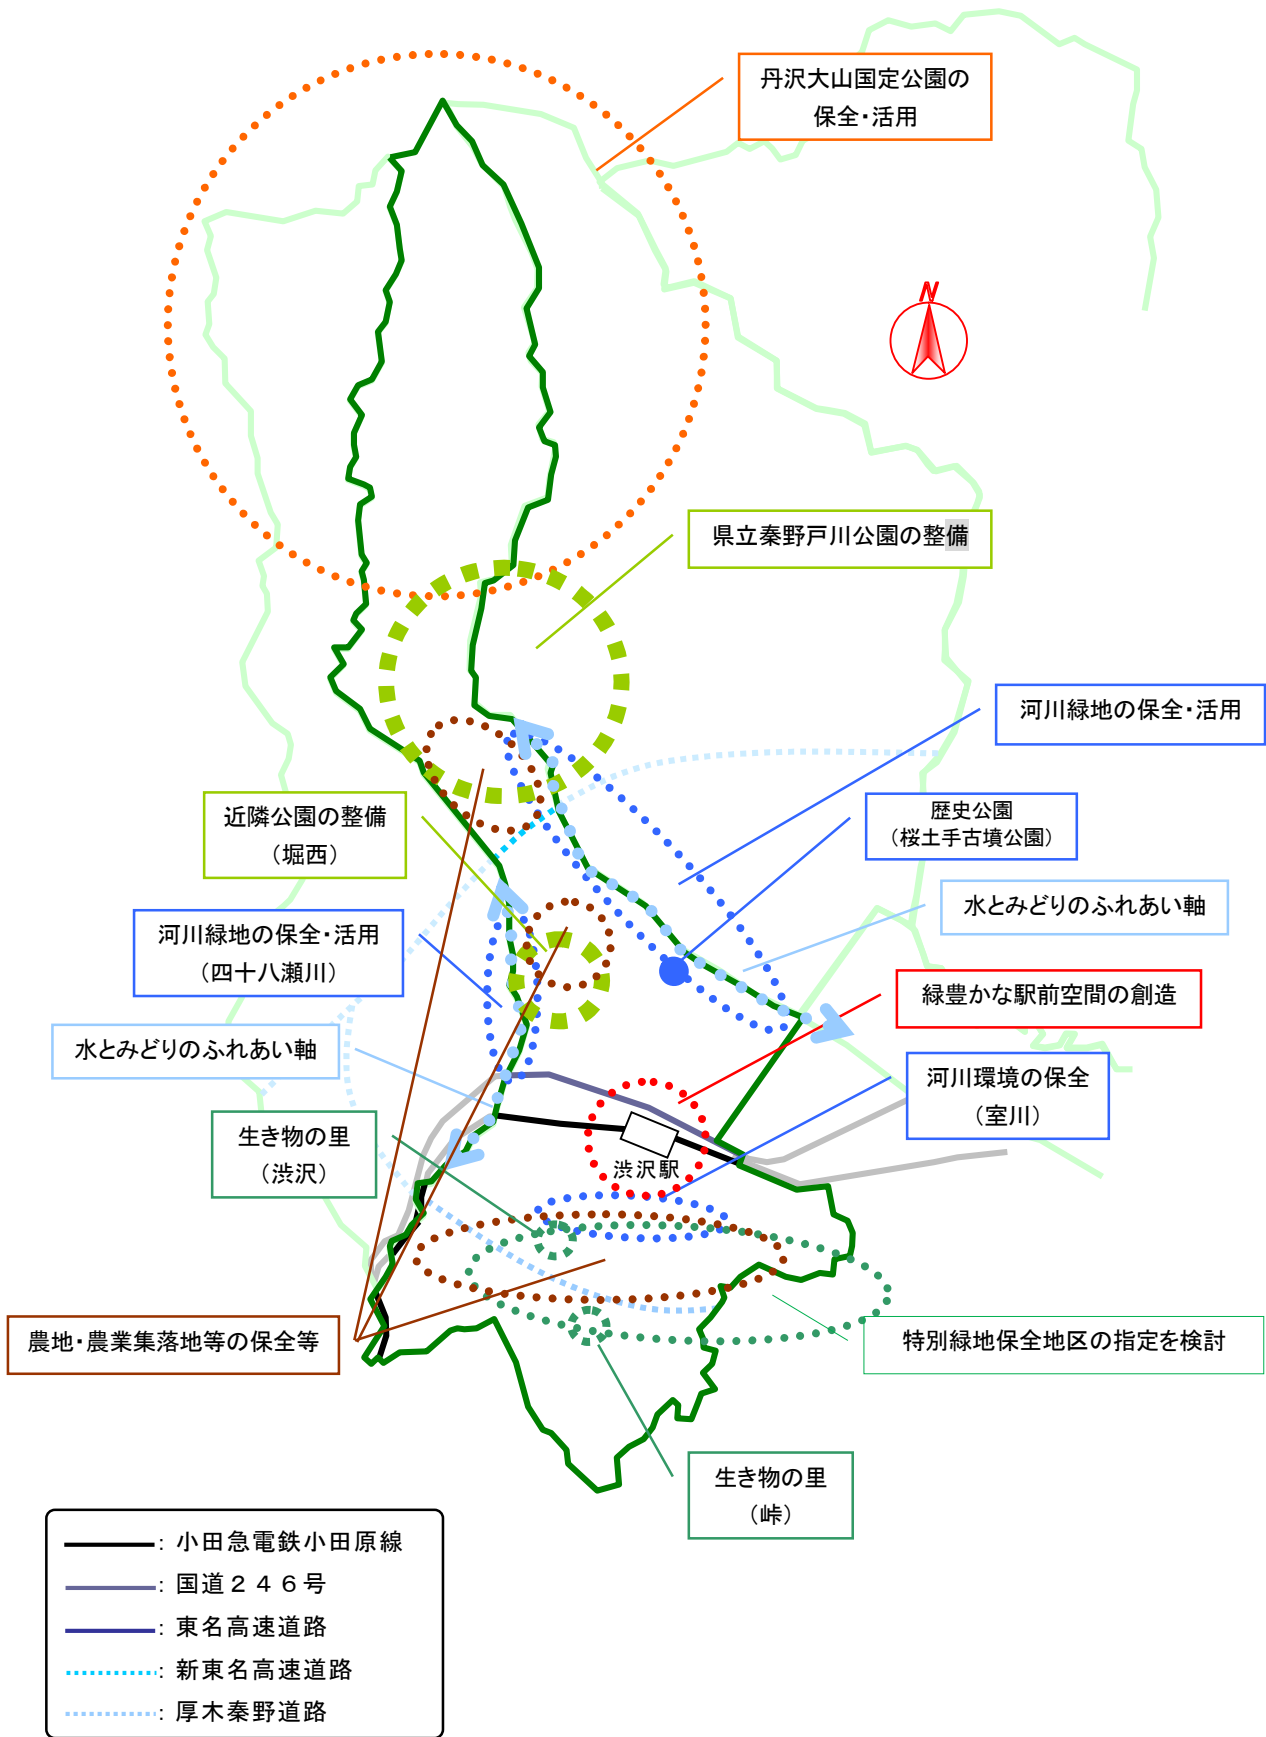 丹沢大山国定公園の
保全・活用
N
県立秦野戸川公園の整備
河川緑地の保全・活用
近隣公園の整備
（堀西）
歴史公園
（桜土手古墳公園）
水とみどりのふれあい軸
河川緑地の保全・活用
（四十八瀬川）
緑豊かな駅前空間の創造
水とみどりのふれあい軸
河川環境の保全
（室川）
生き物の里
（渋沢）
渋沢駅
農地・農業集落地等の保全等
特別緑地保全地区の指定を検討
生き物の里
（峠）
：小田急電鉄小田原線
：国道２４６号
：東名高速道路
：新東名高速道路
：厚木秦野道路